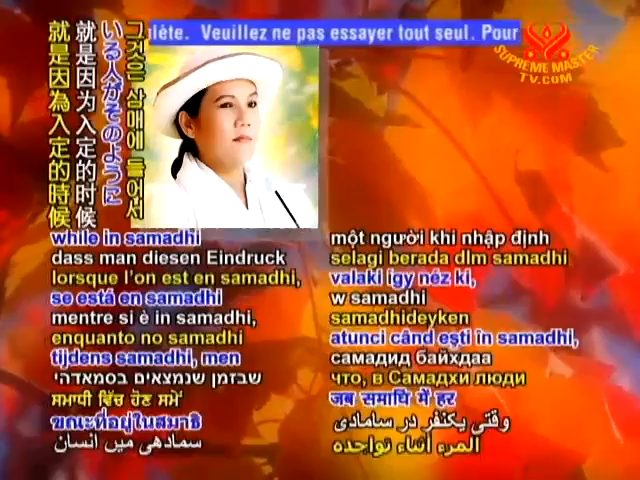 lète. Veuillez ne pas essayer tout seul. Pour
SUPREME MASTER
TV.COM
就是因為入定的時候
就是因为入定的时候
いる人がそのように
그것은 삼매에 들어서
while in samadhi
dass man diesen Eindruck
lorsque l'on est en samadhi,
se está en samadhi
mentre si è in samadhi,
enquanto no samadhi
tijdens samadhi, men
שבזמן שנמצאים בסמאדהי
ਸਮਾਧੀ ਵਿੱਚ ਹੋਣ ਸਮੇਂ
ขณะที่อยู่ในสมาธิ
سمادھی میں انسان
một người khi nhập định
selagi berada dlm samadhi
valaki így néz ki,
w samadhi
samadhideyken
atunci când eşti în samadhi,
самадид байхдаа
что, в Самадхи люди
जब समाधि में हर
وقتی یکنفر در سامادی
المرء أثناء تواجده